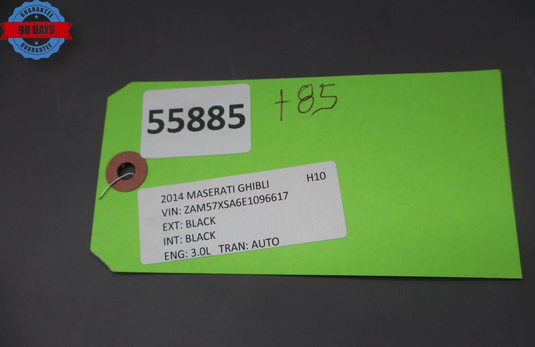 GUARANTEE
90 DAYS
GUARANTEE
55885
+85
2014 MASERATI GHIBLI H10
VIN: ZAM57XSA6E1096617
EXT: BLACK
INT: BLACK
ENG: 3.0L TRAN: AUTO